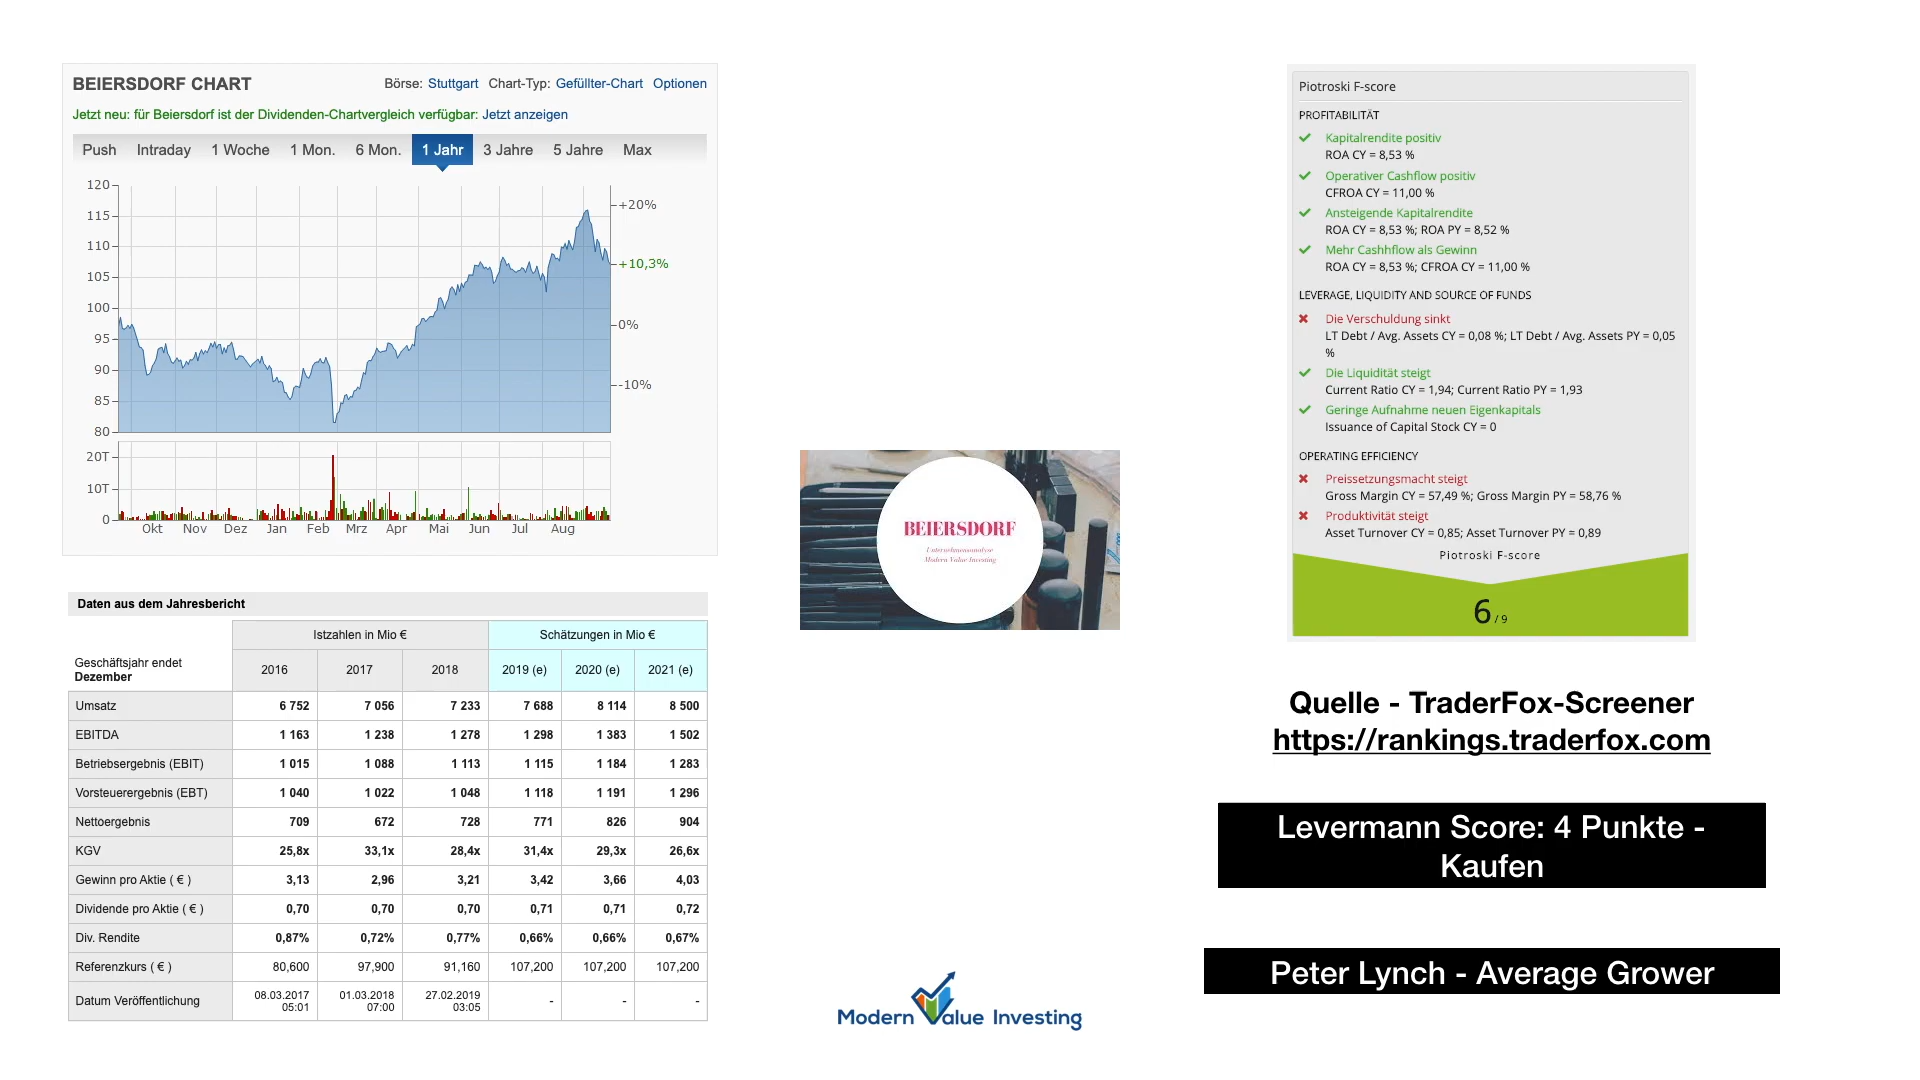 BEIERSDORF CHART
Börse: Stuttgart Chart-Typ: Gefüllter-Chart Optionen
Jetzt neu: für Beiersdorf ist der Dividenden-Chartvergleich verfügbar: Jetzt anzeigen
Push Intraday 1 Woche 1 Mon. 6 Mon. 1 Jahr 3 Jahre 5 Jahre Max
120
115
110
105
100
95
90
85
80
+20%
+10,3%
0%
-10%
20T
10T
0
Okt Nov Dez Jan Feb Mrz Apr Mai Jun Jul Aug
Daten aus dem Jahresbericht
Istzahlen in Mio € Schätzungen in Mio €
Geschäftsjahr endet
Dezember
2016 2017 2018 2019 (e) 2020 (e) 2021 (e)
Umsatz 6 752 7 056 7 233 7 688 8 114 8 500
EBITDA 1 163 1 238 1 278 1 298 1 383 1 502
Betriebsergebnis (EBIT) 1 015 1 088 1 113 1 115 1 184 1 283
Vorsteuerergebnis (EBT) 1 040 1 022 1 048 1 118 1 191 1 296
Nettoergebnis 709 672 728 771 826 904
KGV 25,8x 33,1x 28,4x 31,4x 29,3x 26,6x
Gewinn pro Aktie ( € ) 3,13 2,96 3,21 3,42 3,66 4,03
Dividende pro Aktie ( € ) 0,70 0,70 0,70 0,71 0,71 0,72
Div. Rendite 0,87% 0,72% 0,77% 0,66% 0,66% 0,67%
Referenzkurs ( € ) 80,600 97,900 91,160 107,200 107,200 107,200
Datum Veröffentlichung 08.03.2017 01.03.2018 27.02.2019 - - -
05:01 07:00 03:05
BEIERSDORF
Unternehmensanalyse
Modern Value Investing
Modern Value Investing
Piotroski F-score
PROFITABILITÄT
Kapitalrendite positiv
ROA CY = 8,53 %
Operativer Cashflow positiv
CFROA CY = 11,00 %
Ansteigende Kapitalrendite
ROA CY = 8,53 %; ROA PY = 8,52 %
Mehr Cashhflow als Gewinn
ROA CY = 8,53 %; CFROA CY = 11,00 %
LEVERAGE, LIQUIDITY AND SOURCE OF FUNDS
Die Verschuldung sinkt
LT Debt / Avg. Assets CY = 0,08 %; LT Debt / Avg. Assets PY = 0,05
%
Die Liquidität steigt
Current Ratio CY = 1,94; Current Ratio PY = 1,93
Geringe Aufnahme neuen Eigenkapitals
Issuance of Capital Stock CY = 0
OPERATING EFFICIENCY
Preissetzungsmacht steigt
Gross Margin CY = 57,49 %; Gross Margin PY = 58,76 %
Produktivität steigt
Asset Turnover CY = 0,85; Asset Turnover PY = 0,89
Piotroski F-score
6 / 9
Quelle - TraderFox-Screener
https://rankings.traderfox.com
Levermann Score: 4 Punkte -
Kaufen
Peter Lynch - Average Grower